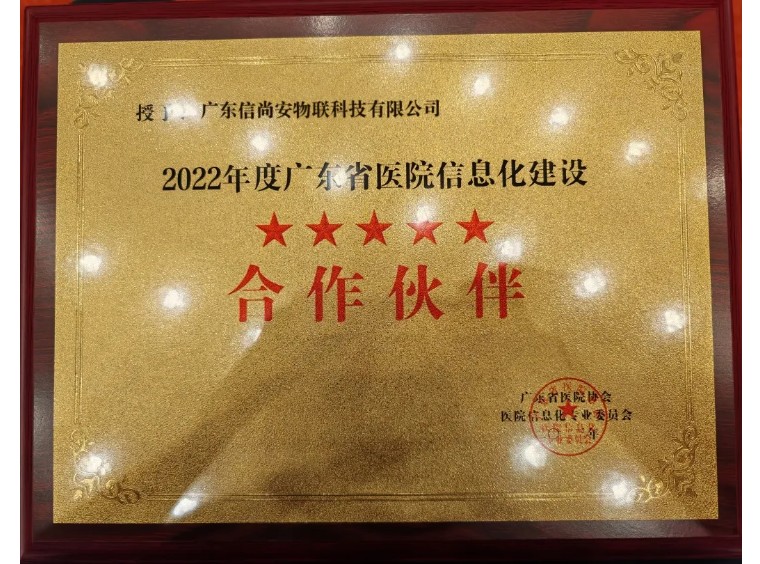 授予：广东信尚安物联科技有限公司
2022年度广东省医院信息化建设
★★★★★
合作伙伴
广东省医院协会
医院信息化专业委员会